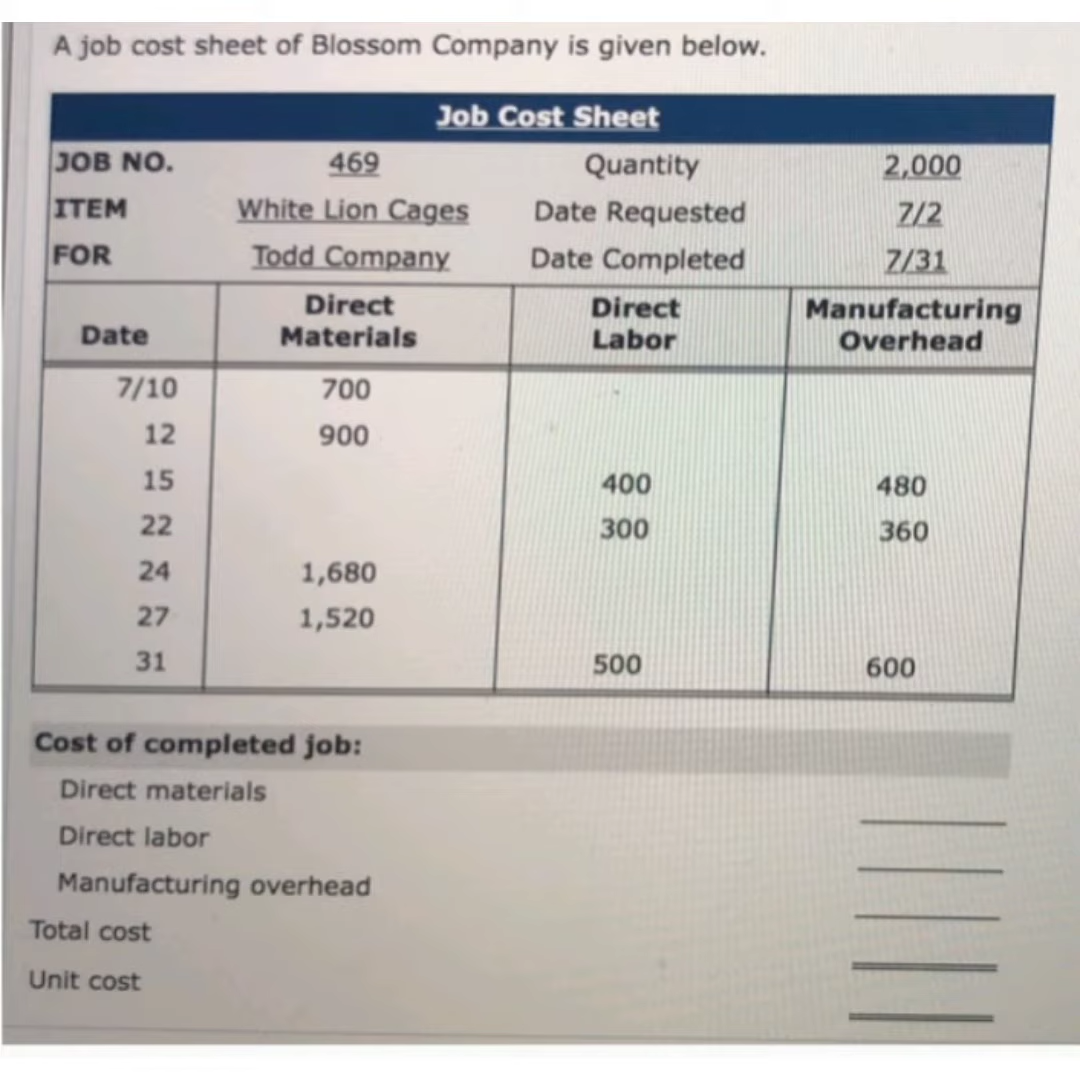 A job cost sheet of Blossom Company is given below.
Job Cost Sheet
JOB NO. 469 Quantity 2,000
ITEM White Lion Cages Date Requested 7/2
FOR Todd Company Date Completed 7/31
Date Direct Materials Direct Labor Manufacturing Overhead
7/10 700
12 900
15 400 480
22 300 360
24 1,680
27 1,520
31 500 600
Cost of completed job:
Direct materials
Direct labor
Manufacturing overhead
Total cost
Unit cost